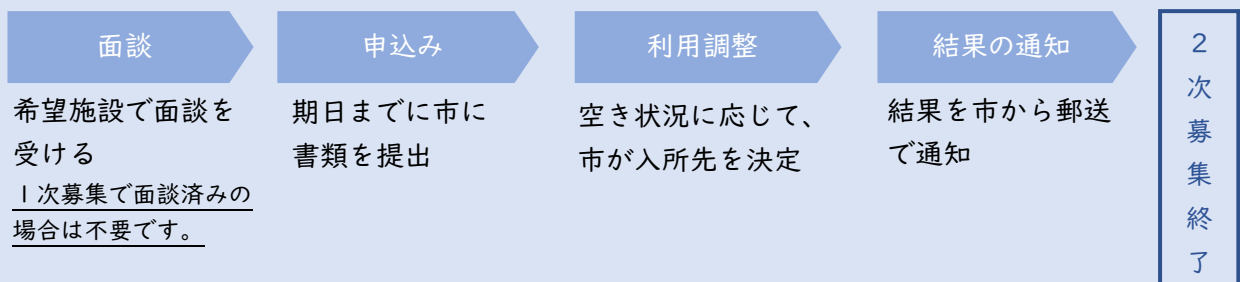 面談
希望施設で面談を
受ける
1次募集で面談済みの
場合は不要です。
申込み
期日までに市に
書類を提出
利用調整
空き状況に応じて、
市が入所先を決定
結果の通知
結果を市から郵送
で通知
2次募集終了